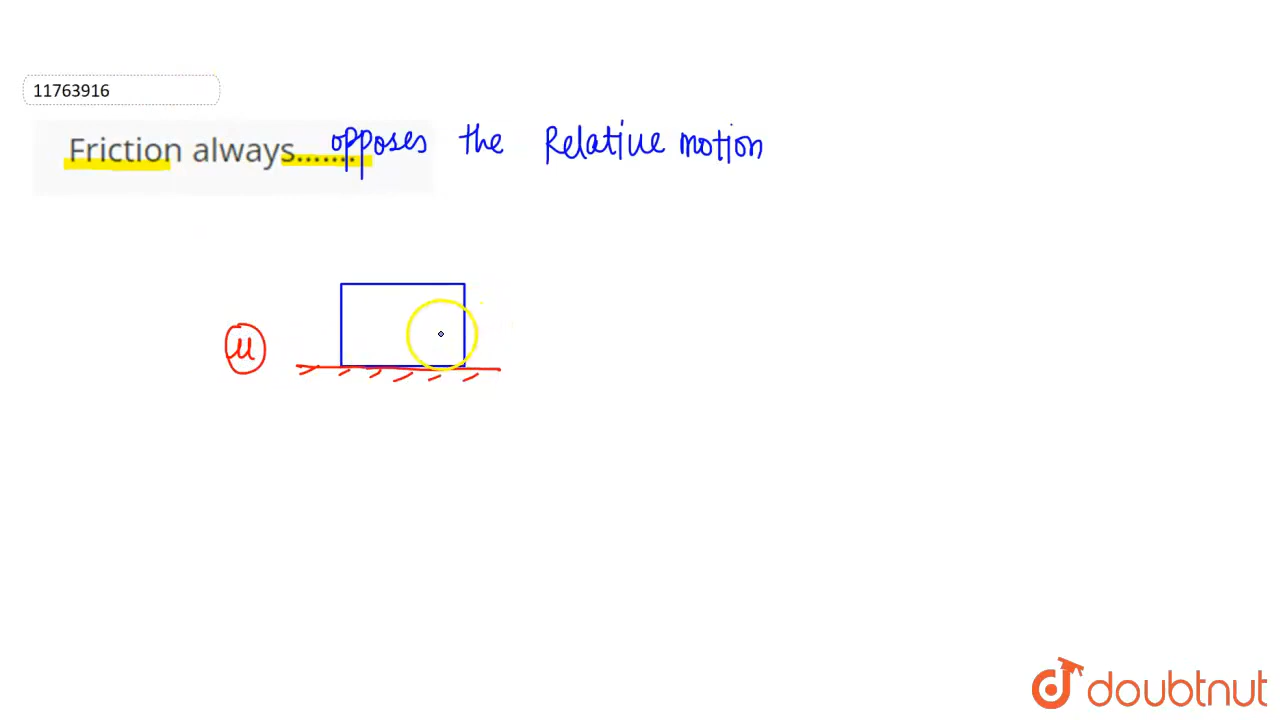 11763916
Friction always....... opposes the Relative motion
μ
doubtnut